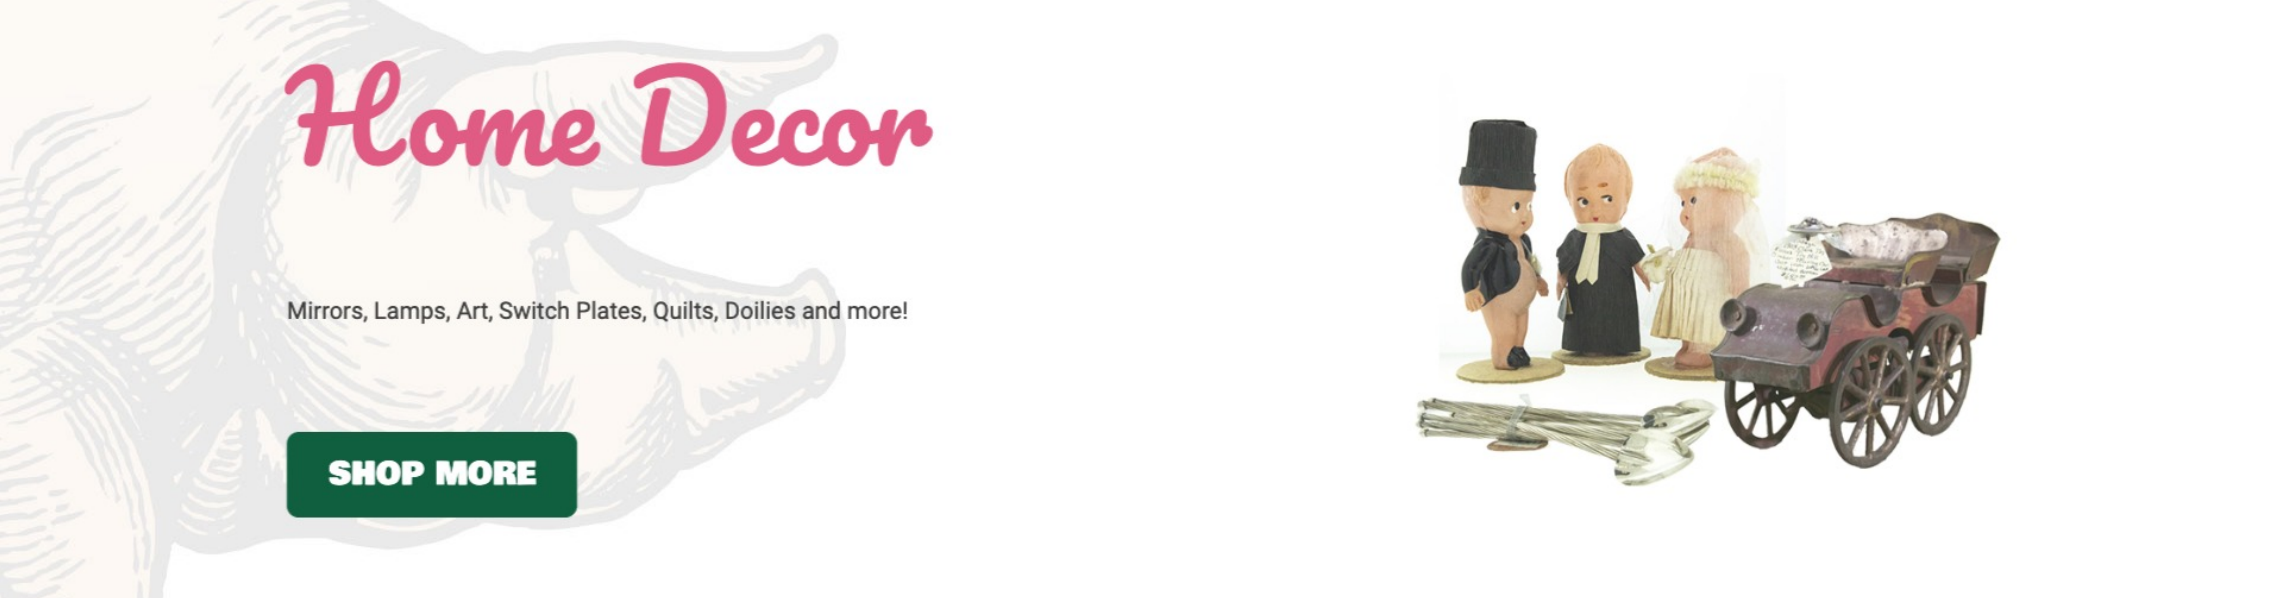 Home Decor
Mirrors, Lamps, Art, Switch Plates, Quilts, Doilies and more!
SHOP MORE